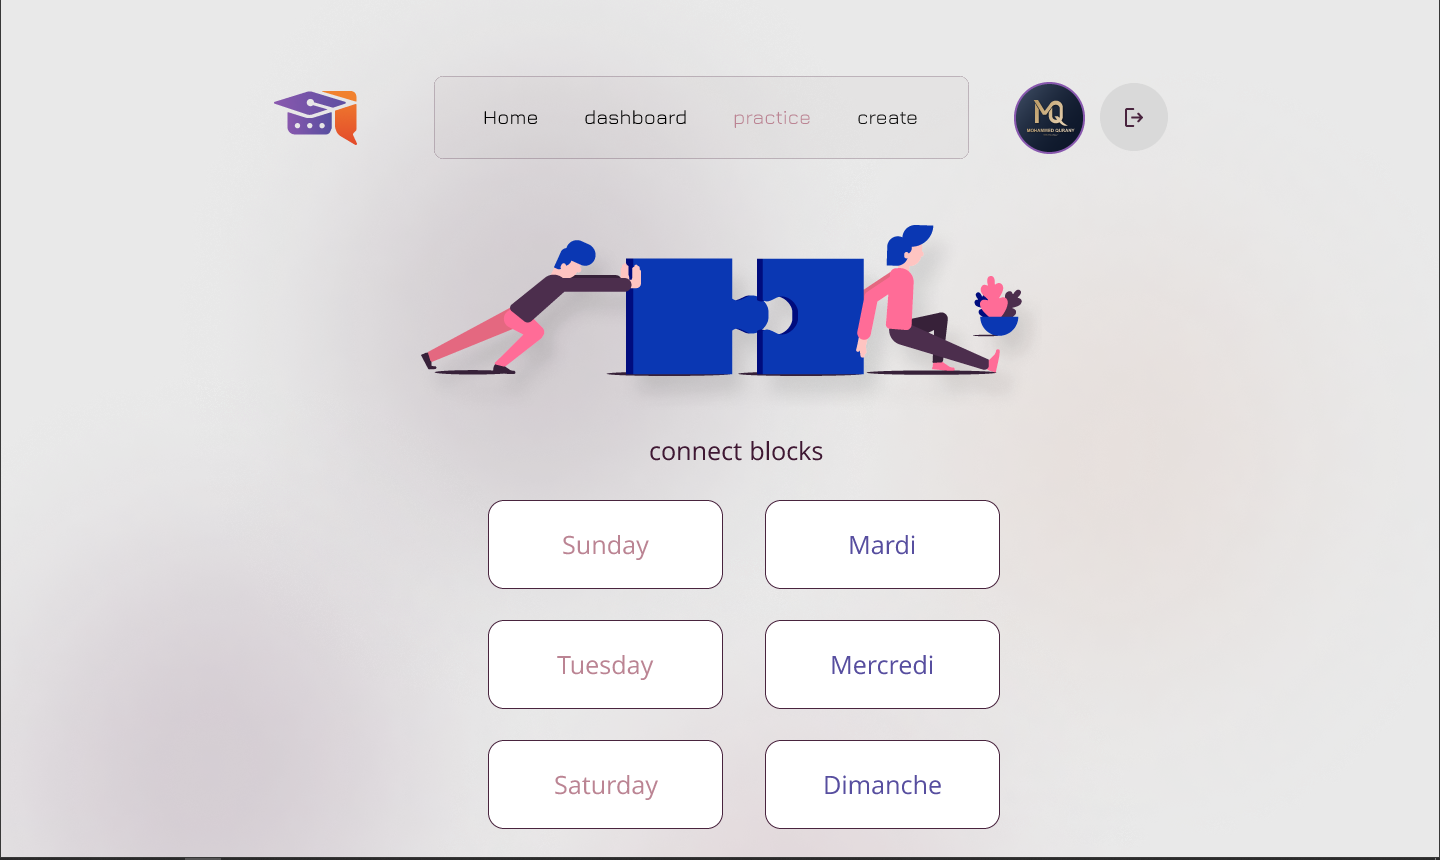 Home dashboard practice create
MQ
MOHAMMED QURANY
connect blocks
Sunday Mardi
Tuesday Mercredi
Saturday Dimanche